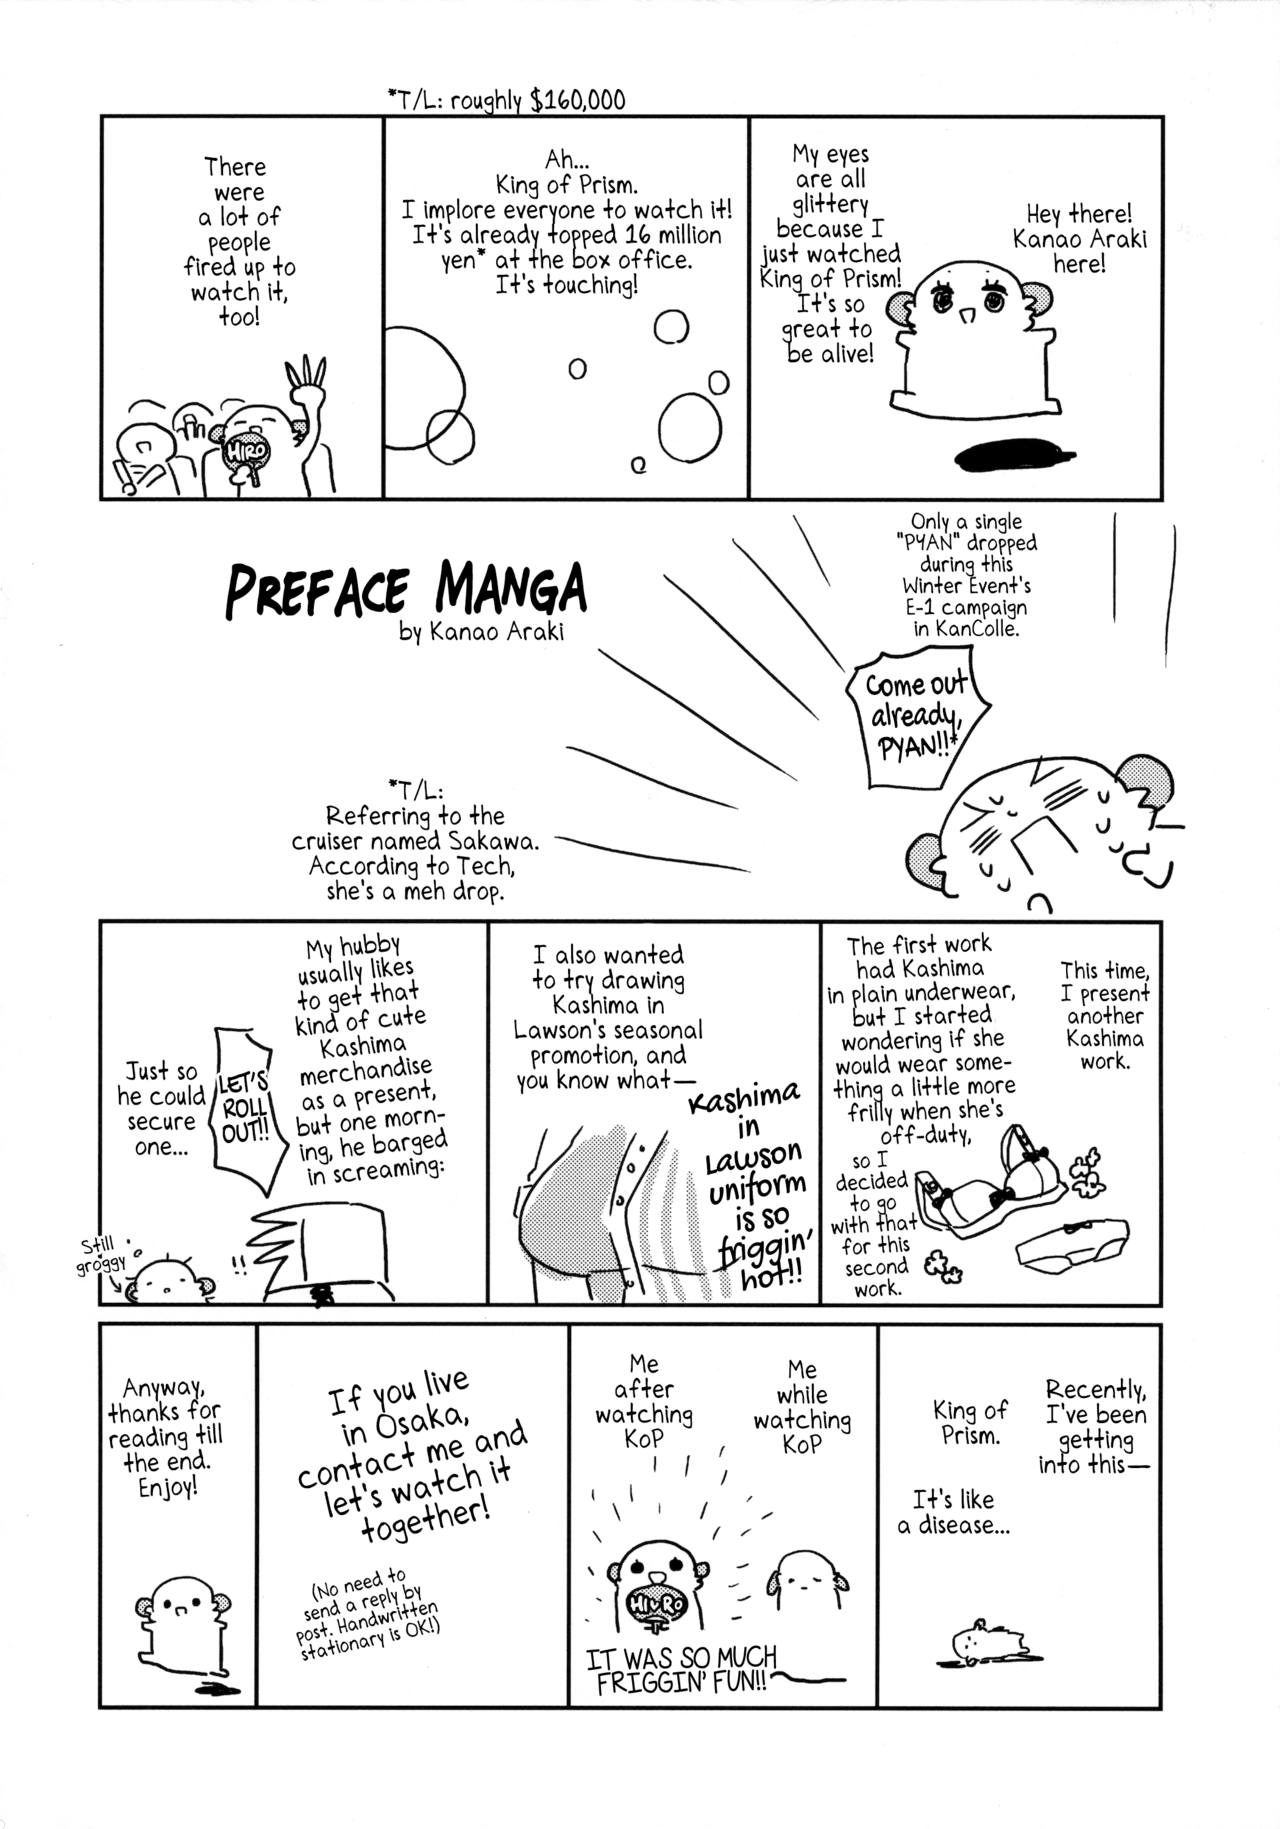 *T/L: roughly $160,000
Hey there!
Kanao Araki
here!
My eyes
are all
glittery
because I
just watched
King of Prism!
It's so
great to
be alive!
Ah...
King of Prism.
I implore everyone to watch it!
It's already topped 16 million
yen* at the box office.
It's touching!
There
were
a lot of
people
fired up to
watch it,
too!
HIRO
PREFACE MANGA
by Kanao Araki
Only a single
"PYAN" dropped
during this
Winter Event's
E-1 campaign
in KanColle.
Come out
already,
PYAN!!*
*T/L:
Referring to the
cruiser named Sakawa.
According to Tech,
she's a meh drop.
This time,
I present
another
Kashima
work.
The first work
had Kashima
in plain underwear,
but I started
wondering if she
would wear some-
thing a little more
frilly when she's
off-duty,
so I
decided
to go
with that
for this
second
work.
I also wanted
to try drawing
Kashima in
Lawson's seasonal
promotion, and
you know what—
Kashima
in
Lawson
uniform
is so
friggin'
hot!!
My hubby
usually likes
to get that
kind of cute
Kashima
merchandise
as a present,
but one morn-
ing, he barged
in screaming:
LET'S
ROLL
OUT!!
Just so
he could
secure
one...
Still
groggy
!!
Recently,
I've been
getting
into this—
King of
Prism.
It's like
a disease...
Me
while
watching
KoP
Me
after
watching
KoP
HIRO
IT WAS SO MUCH
FRIGGIN' FUN!!
If you live
in Osaka,
contact me and
let's watch it
together!
(No need to
send a reply by
post. Handwritten
stationary is OK!)
Anyway,
thanks for
reading till
the end.
Enjoy!